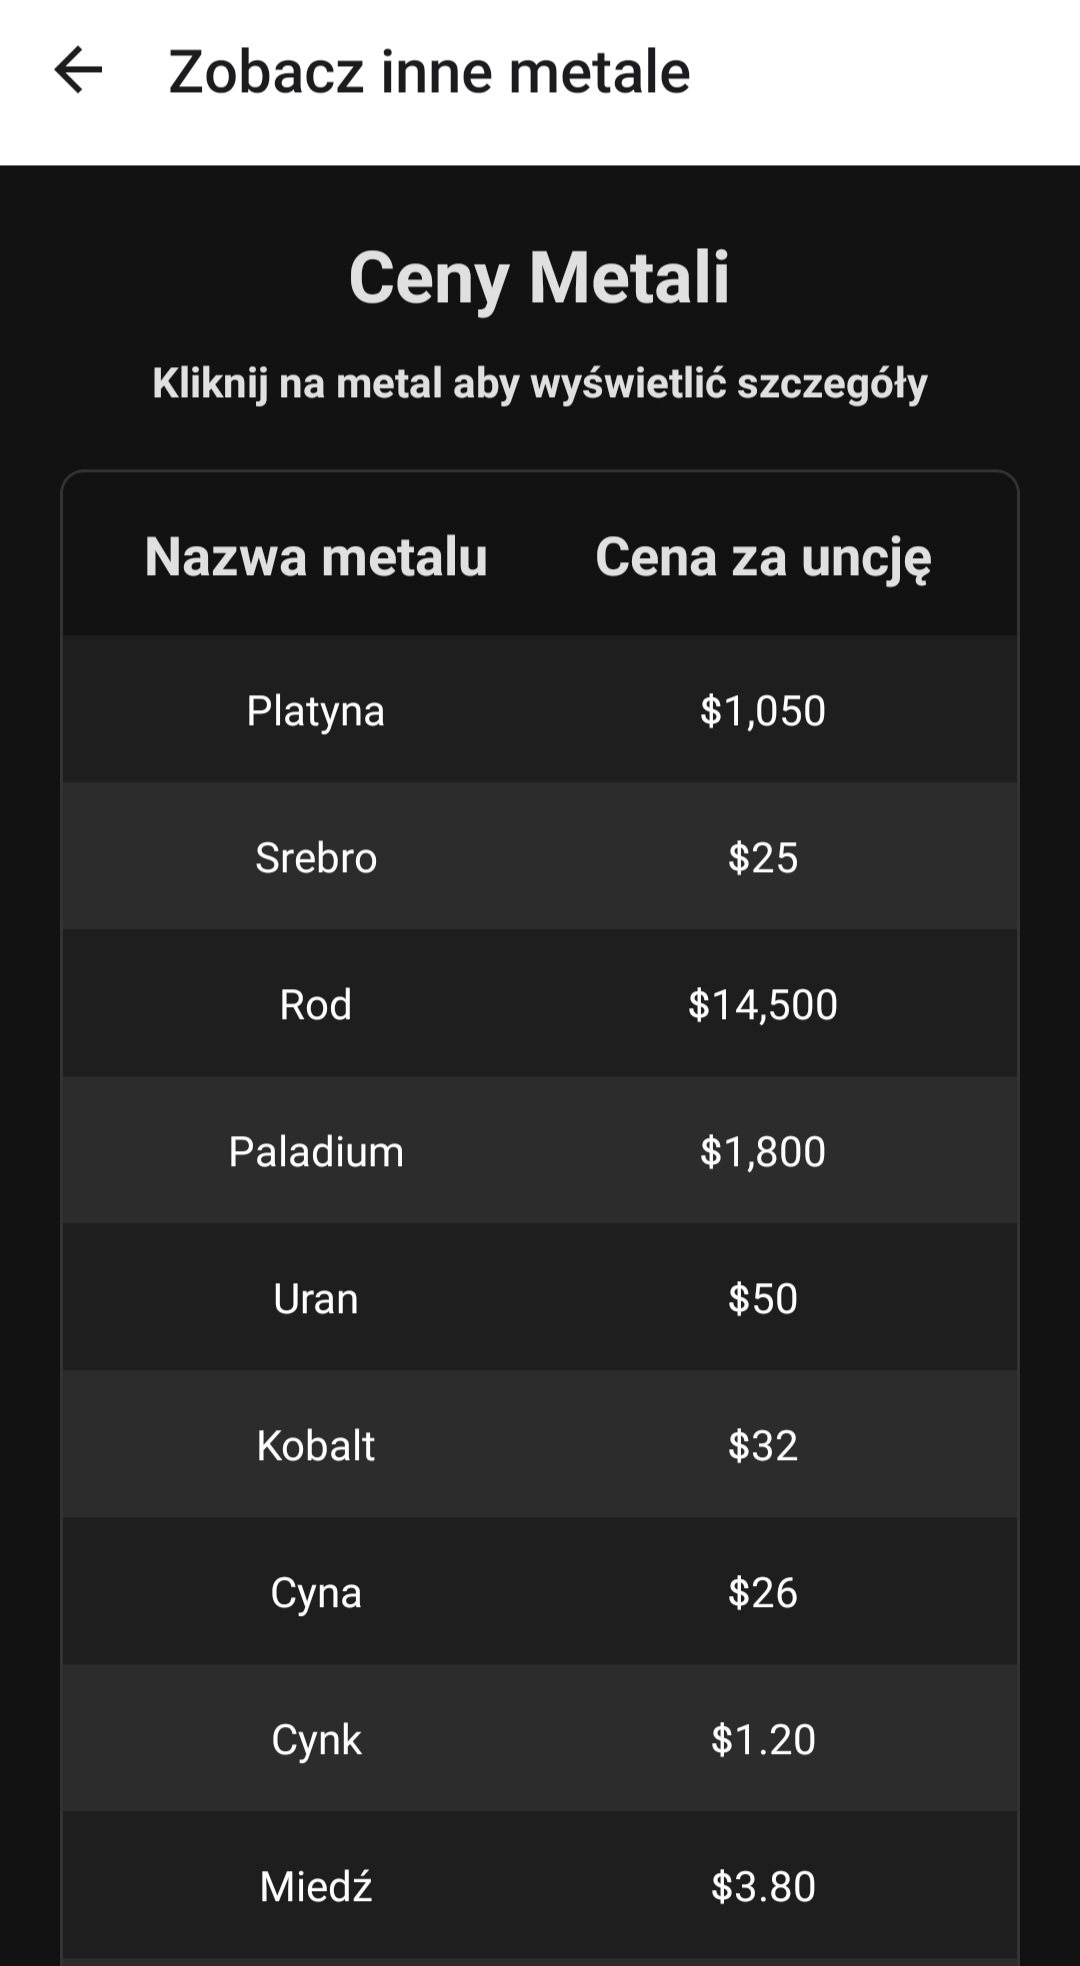 Zobacz inne metale
Ceny Metali
Kliknij na metal aby wyświetlić szczegóły
Nazwa metalu Cena za uncję
Platyna $1,050
Srebro $25
Rod $14,500
Paladium $1,800
Uran $50
Kobalt $32
Cyna $26
Cynk $1.20
Miedź $3.80